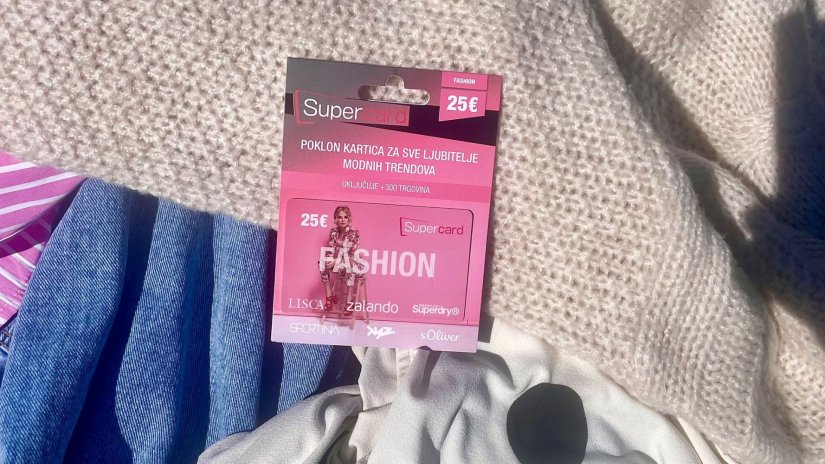 FASHION
25€
Supercard
POKLON KARTICA ZA SVE LJUBITELJE
MODNIH TRENDOVA
UKLJUČUJE +300 TRGOVINA.
25€
Supercard
FASHION
LISCA zalando Superdry®
SPORTINA XYZ s.Oliver